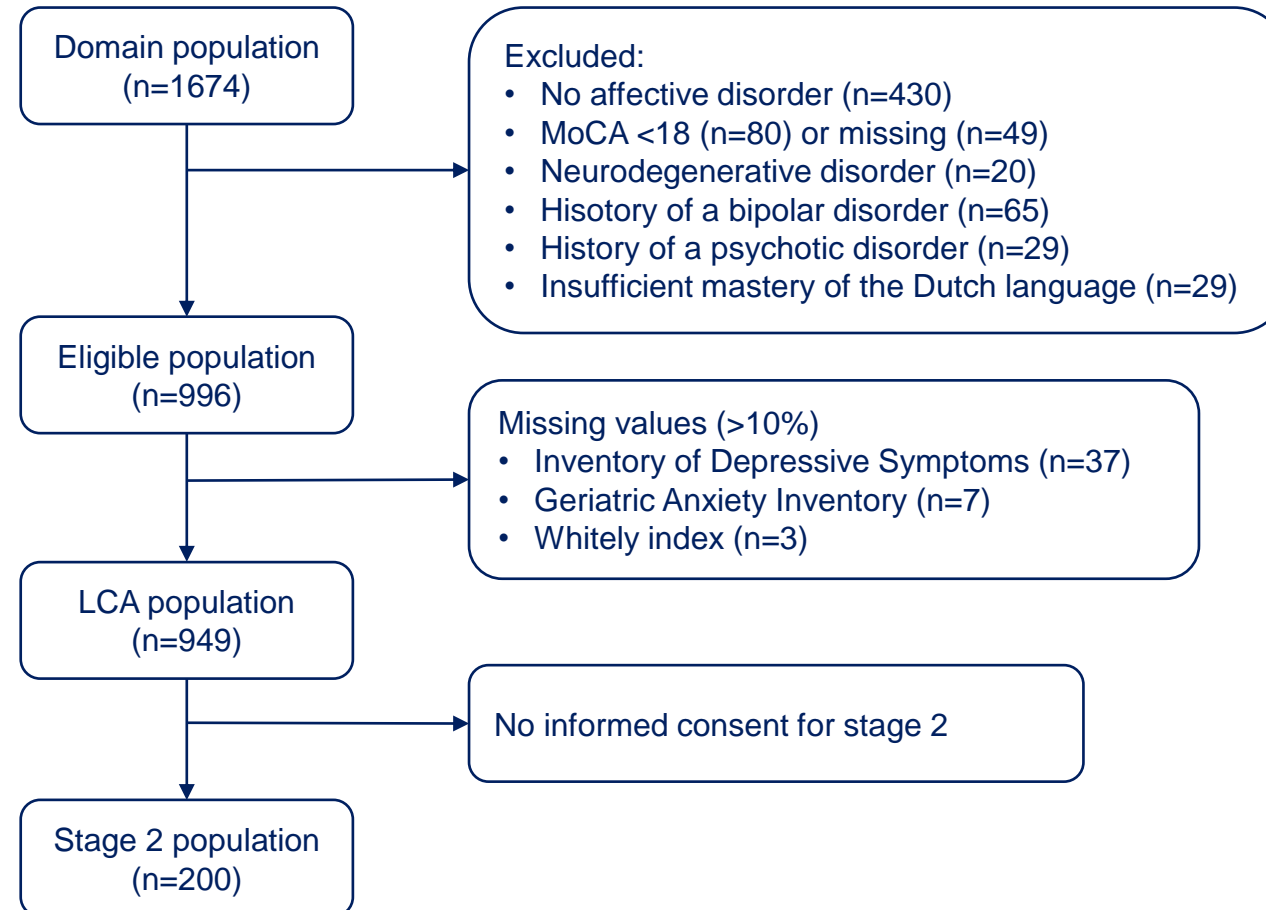 Domain population
(n=1674)
Excluded:
• No affective disorder (n=430)
• MoCA <18 (n=80) or missing (n=49)
• Neurodegenerative disorder (n=20)
• Hisotory of a bipolar disorder (n=65)
• History of a psychotic disorder (n=29)
• Insufficient mastery of the Dutch language (n=29)
Eligible population
(n=996)
Missing values (>10%)
• Inventory of Depressive Symptoms (n=37)
• Geriatric Anxiety Inventory (n=7)
• Whitely index (n=3)
LCA population
(n=949)
No informed consent for stage 2
Stage 2 population
(n=200)